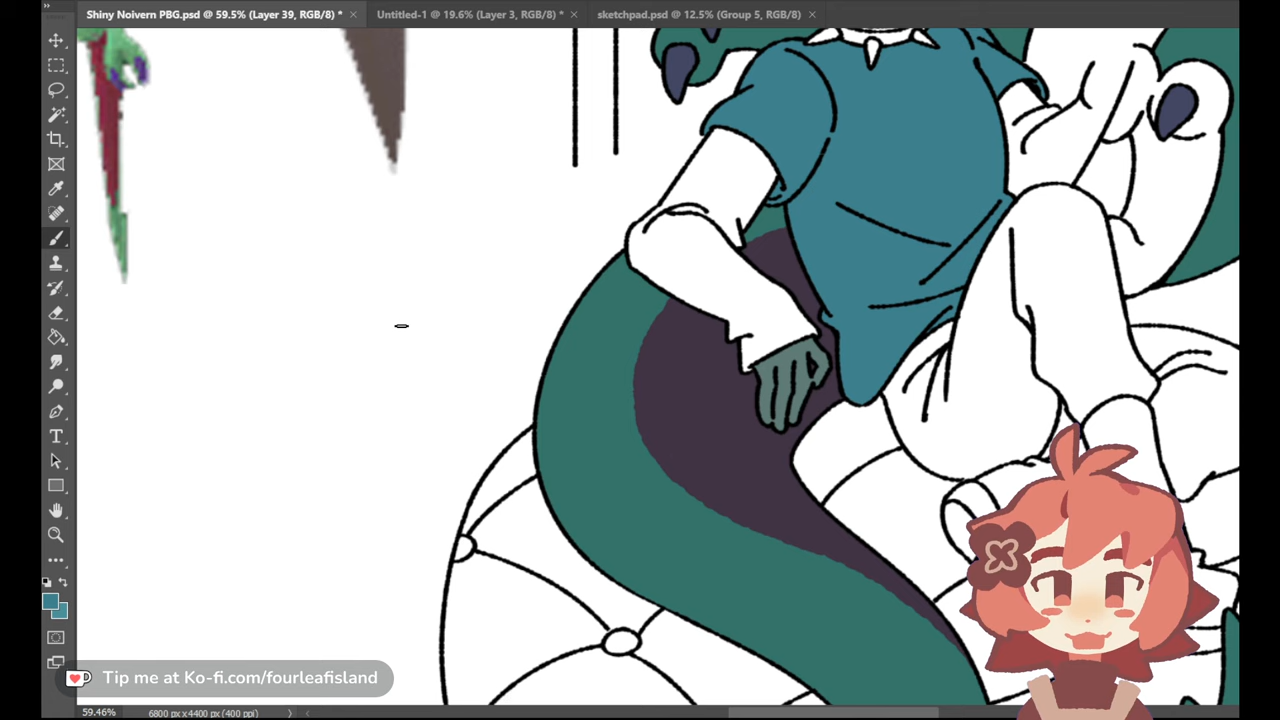 Shiny Noivern PBG.psd @ 59.5% (Layer 39, RGB/8) * ×
Untitled-1 @ 19.6% (Layer 3, RGB/8) * ×
sketchpad.psd @ 12.5% (Group 5, RGB/8) ×
Tip me at Ko-fi.com/fourleafisland
59.46%
6800 px x4400 px (400 ppi)